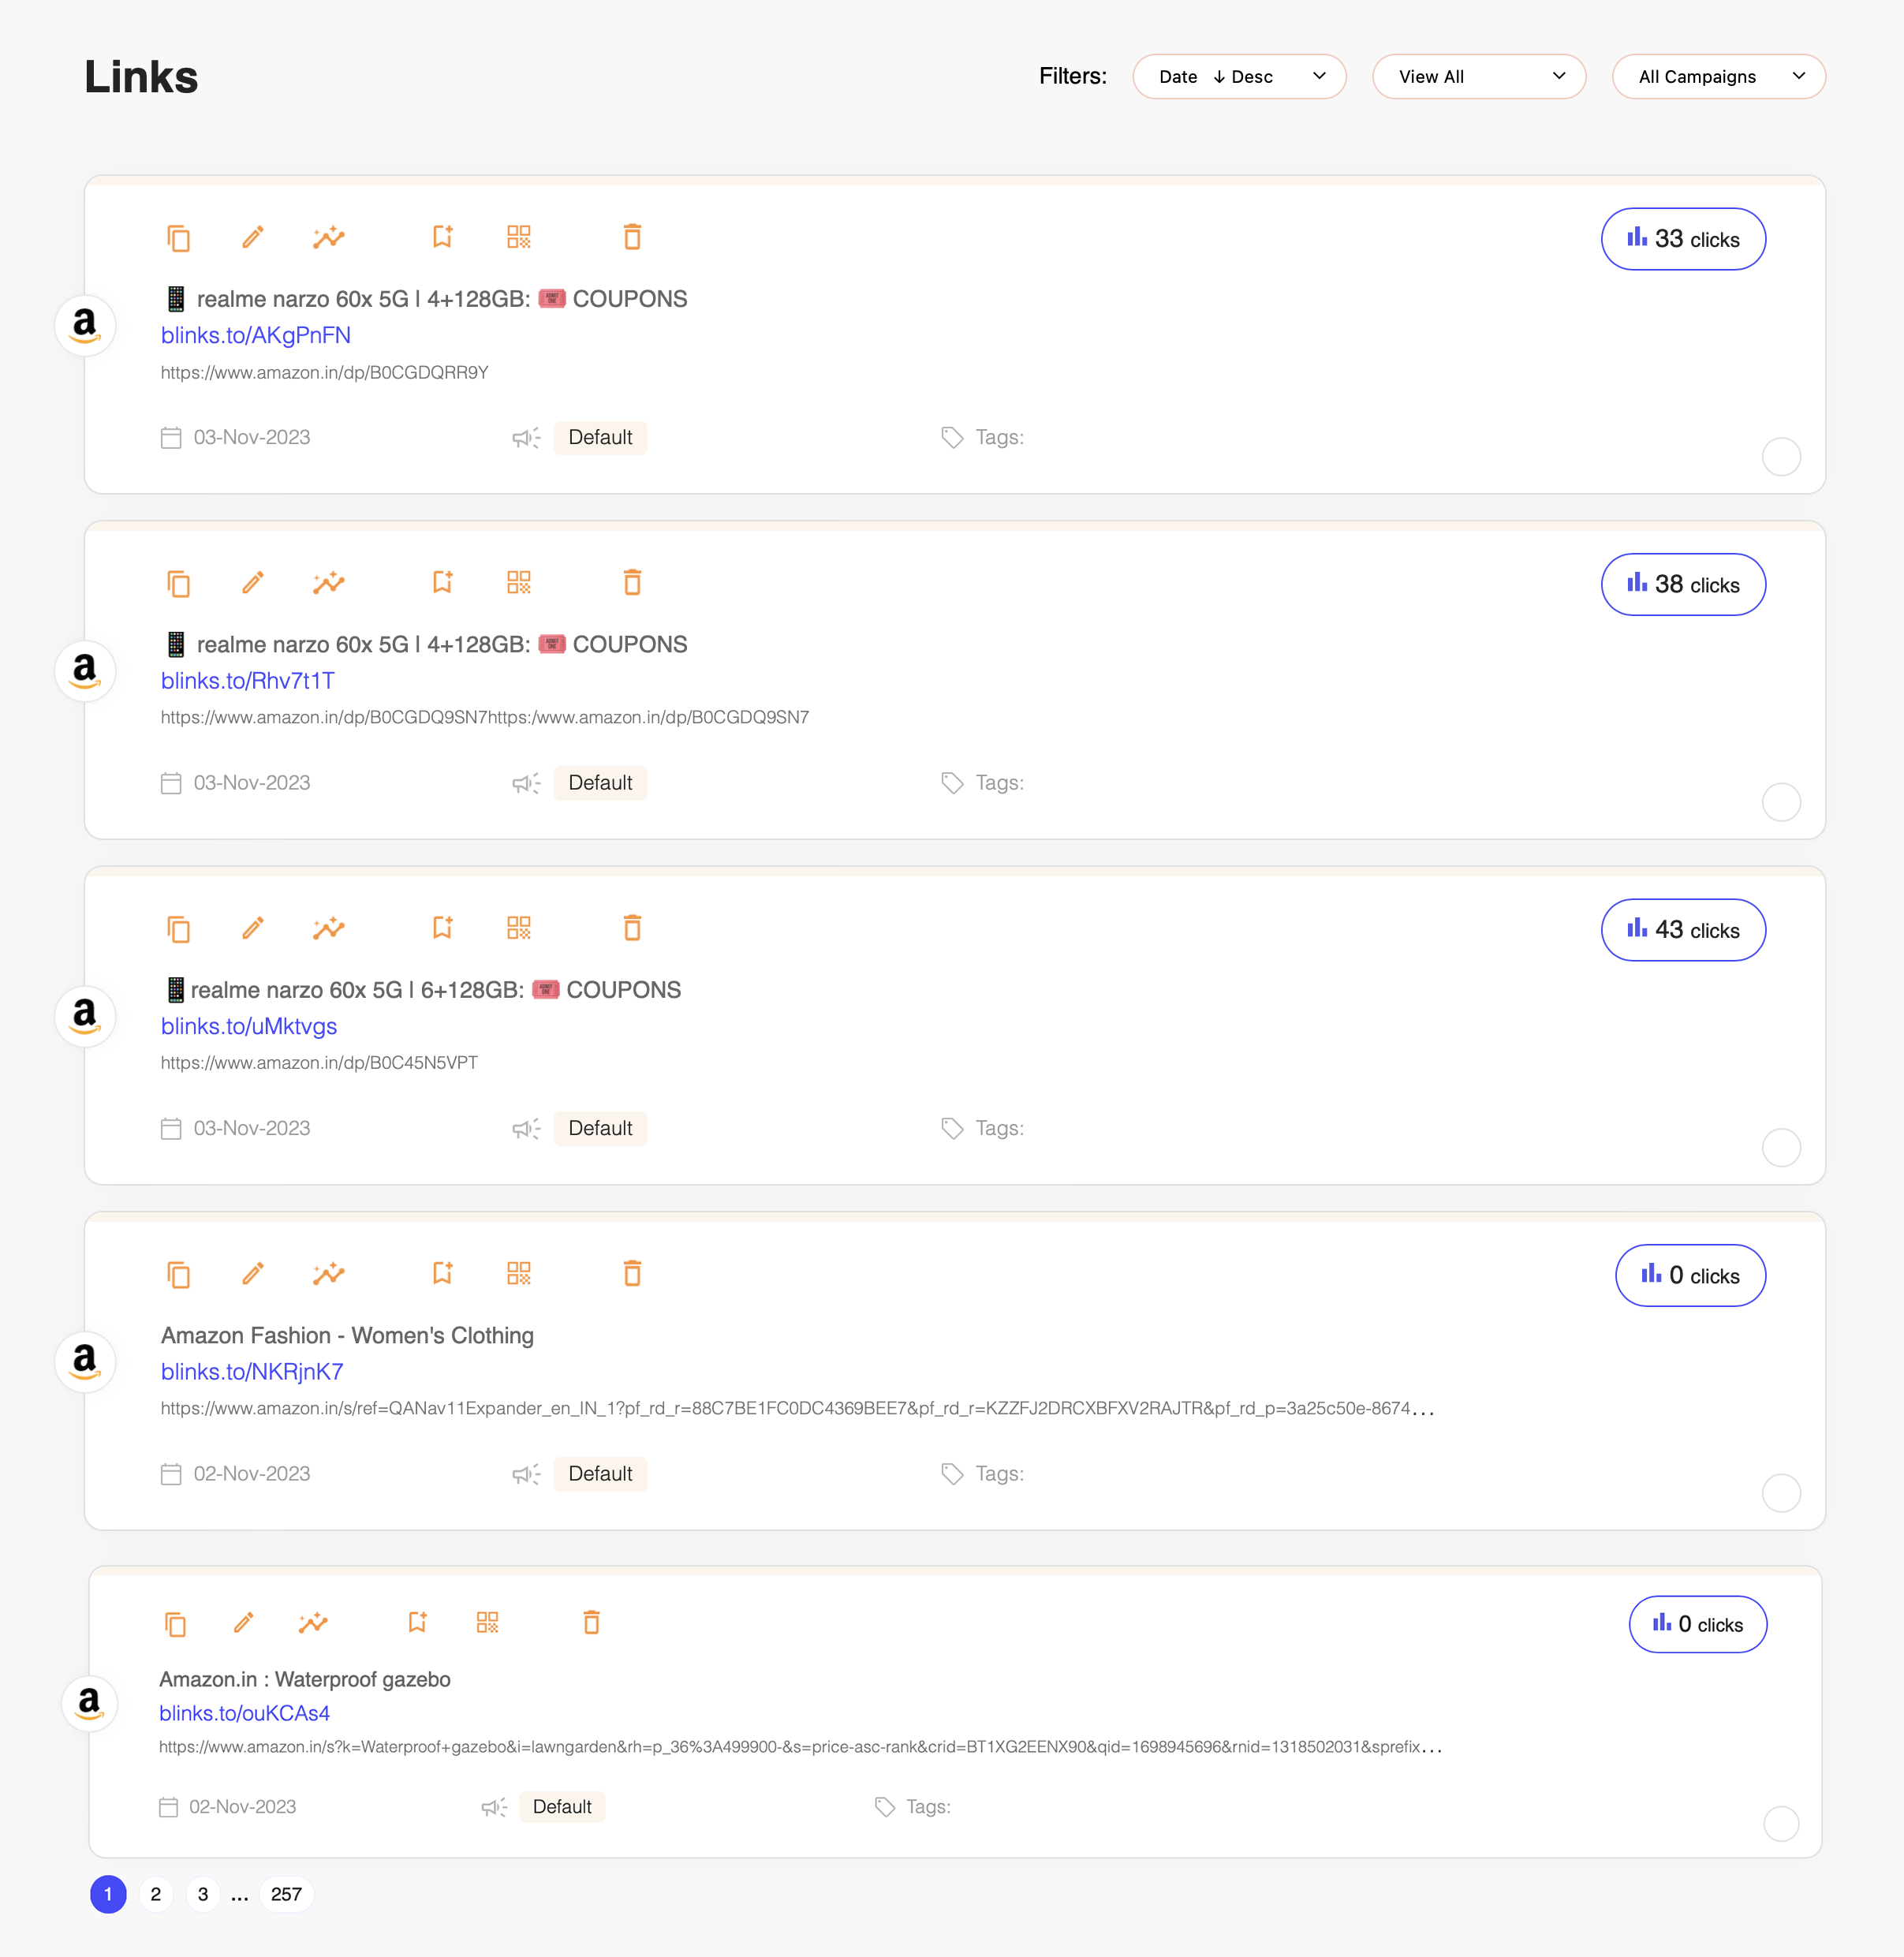 Links
Filters: Date ↓ Desc View All All Campaigns
33 clicks
📱 realme narzo 60x 5G | 4+128GB: 🎟️ COUPONS
blinks.to/AKgPnFN
https://www.amazon.in/dp/B0CGDQRR9Y
03-Nov-2023 Default Tags:
38 clicks
📱 realme narzo 60x 5G | 4+128GB: 🎟️ COUPONS
blinks.to/Rhv7t1T
https://www.amazon.in/dp/B0CGDQ9SN7https:/www.amazon.in/dp/B0CGDQ9SN7
03-Nov-2023 Default Tags:
43 clicks
📱realme narzo 60x 5G | 6+128GB: 🎟️ COUPONS
blinks.to/uMktvgs
https://www.amazon.in/dp/B0C45N5VPT
03-Nov-2023 Default Tags:
0 clicks
Amazon Fashion - Women's Clothing
blinks.to/NKRjnK7
https://www.amazon.in/s/ref=QANav11Expander_en_IN_1?pf_rd_r=88C7BE1FC0DC4369BEE7&pf_rd_r=KZZFJ2DRCXBFXV2RAJTR&pf_rd_p=3a25c50e-8674...
02-Nov-2023 Default Tags:
0 clicks
Amazon.in : Waterproof gazebo
blinks.to/ouKCAs4
https://www.amazon.in/s?k=Waterproof+gazebo&i=lawngarden&rh=p_36%3A499900-&s=price-asc-rank&crid=BT1XG2EENX90&qid=1698945696&rnid=1318502031&sprefix...
02-Nov-2023 Default Tags:
1 2 3 ... 257